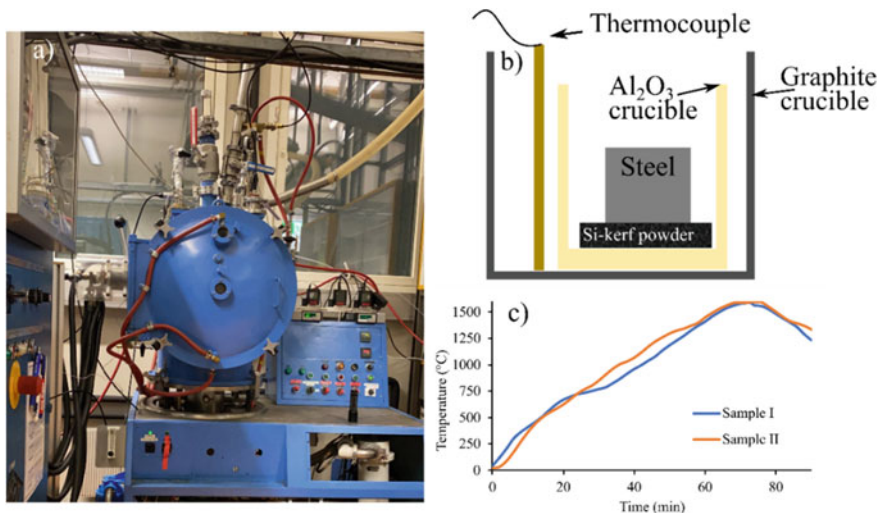 a)
b)
Thermocouple
Al₂O₃
crucible
Graphite
crucible
Steel
Si-kerf powder
c)
Temperature (°C)
1500
1250
1000
750
500
250
0
Sample I
Sample II
0 20 40 60 80
Time (min)